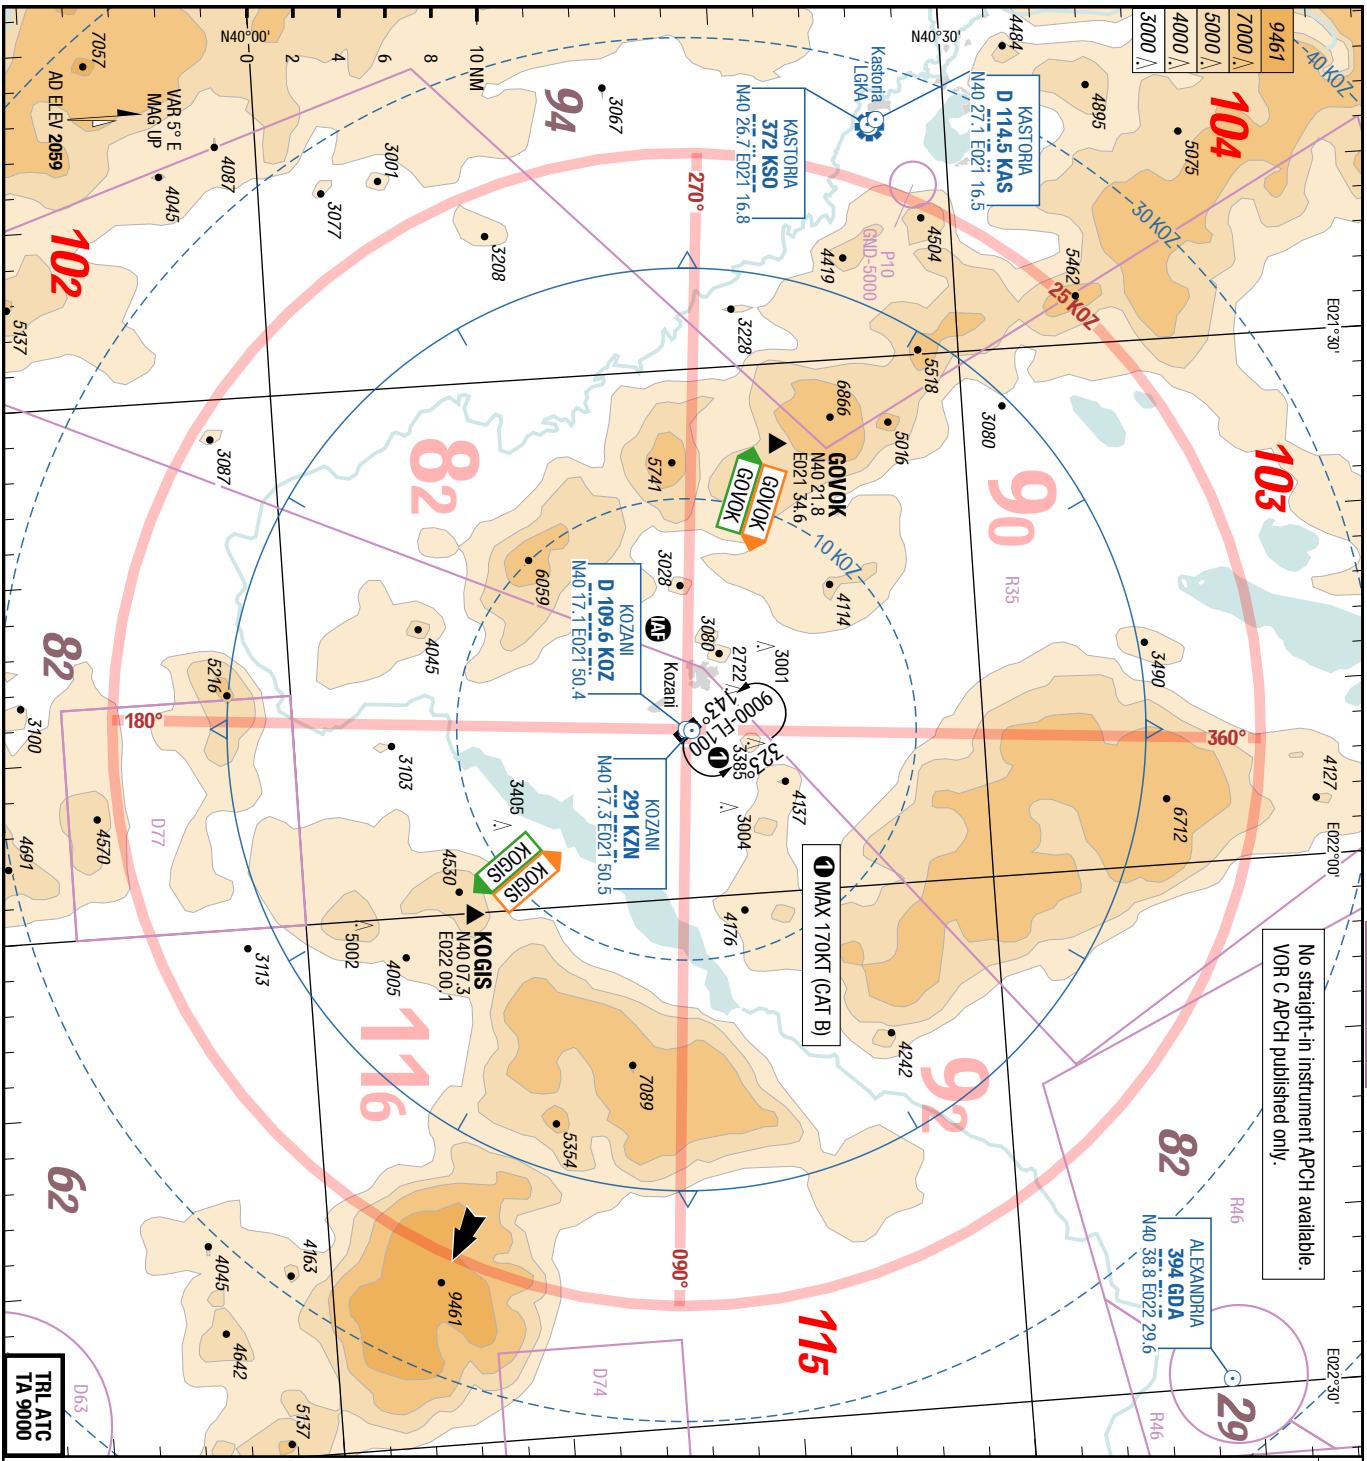 9461
7000
5000
4000
3000
40 KOZ
104
4484
4895
5075
N40°30'
N40°00'
0
2
4
6
8
10 NM
7057
VAR 5° E
MAG UP
AD ELEV 2059
Kastoria
LGKA
KASTORIA
D 114.5 KAS
N40 27.1 E021 16.5
KASTORIA
372 KSO
N40 26.7 E021 16.8
94
3067
4087
4045
3001
3077
3208
102
5137
270°
P10
GND-5000
4504
4419
30 KOZ
5462
25 KOZ
E021°30'
3228
5518
6866
5016
3080
103
90
R35
3087
82
5741
GOVOK
N40 21.8
E021 34.6
GOVOK
GOVOK
10 KOZ
4114
6059
3028
4045
IAF
KOZANI
D 109.6 KOZ
N40 17.1 E021 50.4
3080
2722
3001
Kozani
9000-FL100
143°
323°
1
3385
82
5216
3100
180°
3490
360°
4127
6712
3103
3405
KOZANI
291 KZN
N40 17.3 E021 50.5
4137
3004
4176
1 MAX 170KT (CAT B)
E022°00'
D77
4570
4691
4530
KOGIS
KOGIS
KOGIS
N40 07.3
E022 00.1
5002
4005
3113
116
No straight-in instrument APCH available.
VOR C APCH published only.
4242
92
7089
5354
82
R46
62
4045
4163
4642
5137
9461
090°
115
D74
ALEXANDRIA
394 GDA
N40 38.8 E022 29.6
E022°30'
29
R46
D63
TRL ATC
TA 9000